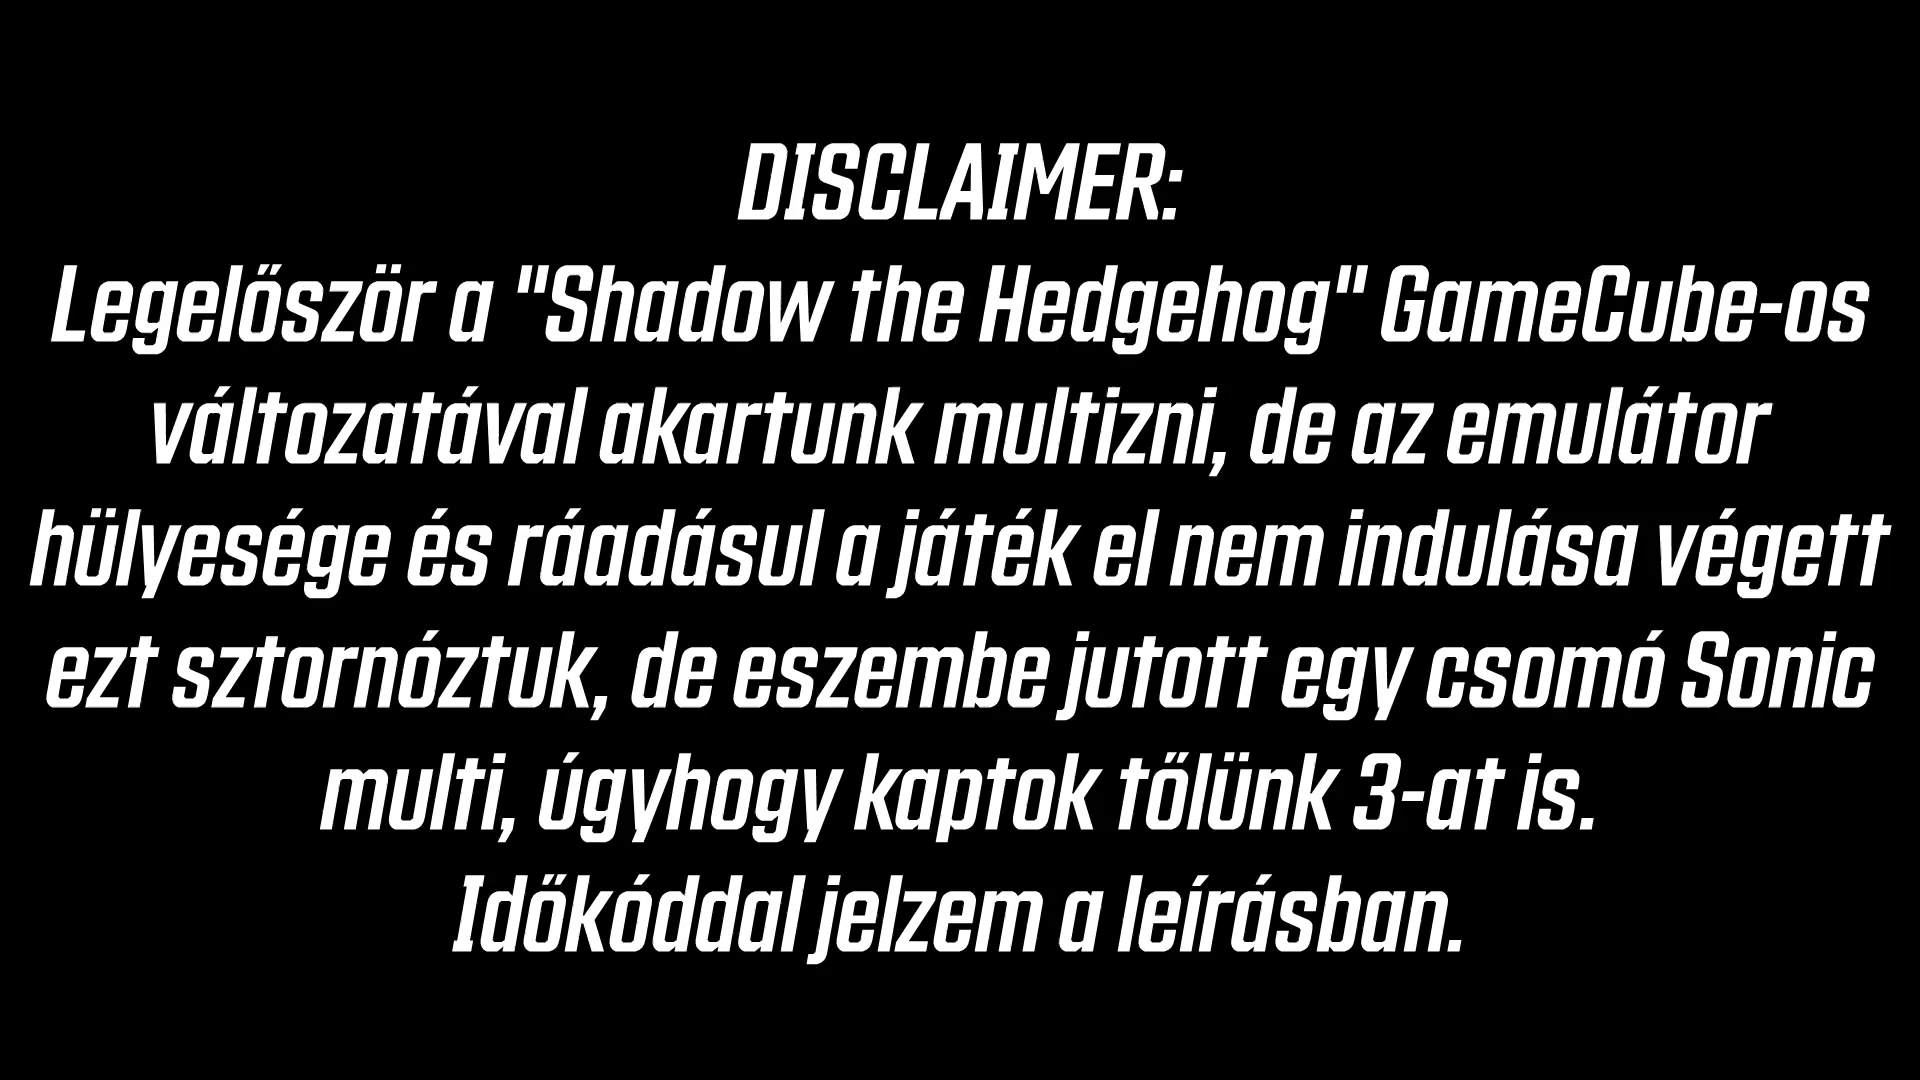 DISCLAIMER:
Legelőször a "Shadow the Hedgehog" GameCube-os
változatával akartunk multizni, de az emulátor
hülyesége és ráadásul a játék el nem indulása végett
ezt sztornóztuk, de eszembe jutott egy csomó Sonic
multi, úgyhogy kaptok tőlünk 3-at is.
Időkóddal jelzem a leírásban.